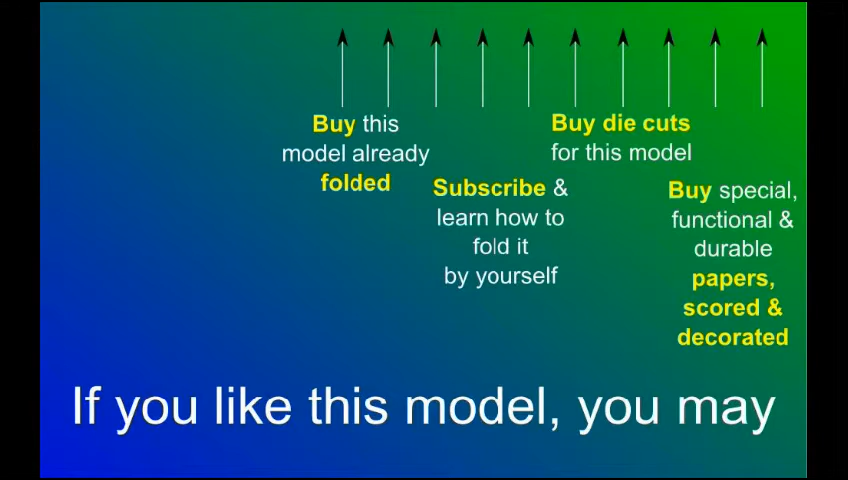 Buy this
model already
folded
Subscribe &
learn how to
fold it
by yourself
Buy die cuts
for this model
Buy special,
functional &
durable
papers,
scored &
decorated
If you like this model, you may